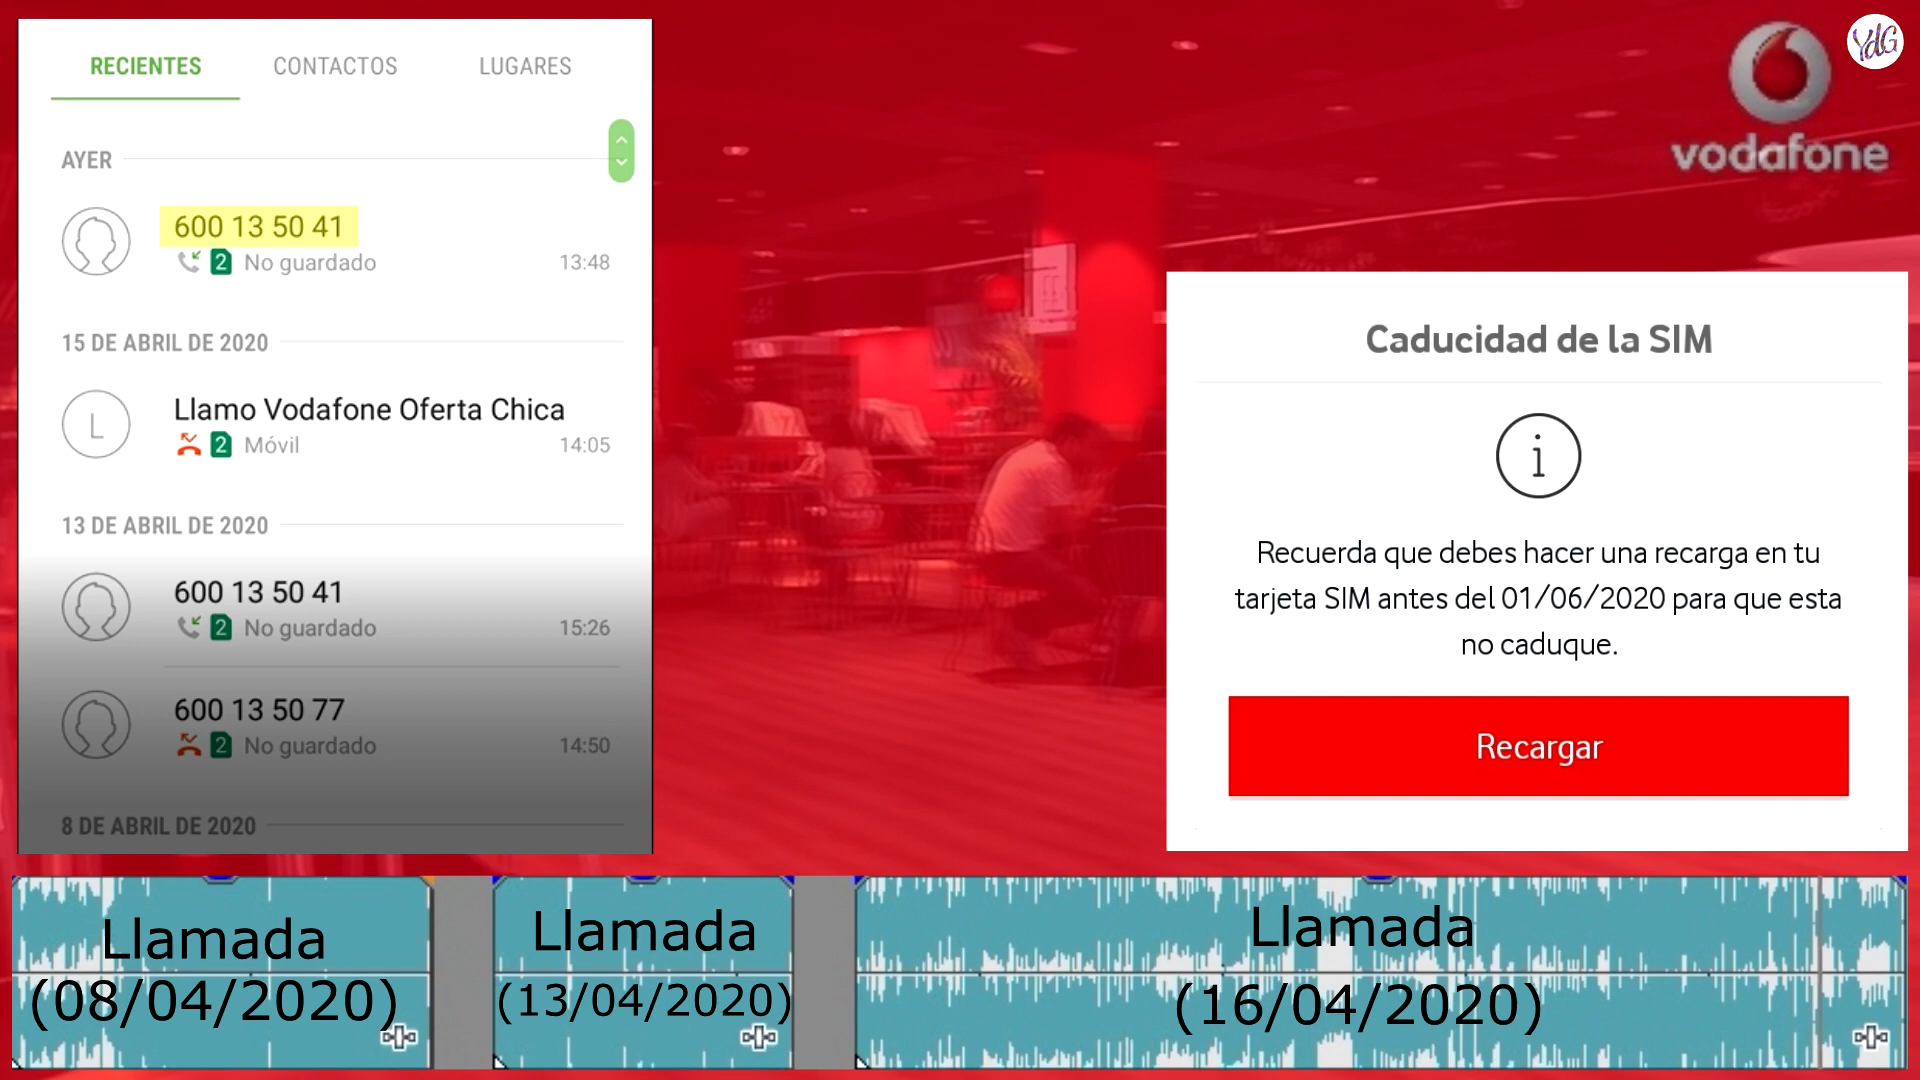 RECIENTES CONTACTOS LUGARES
AYER
600 13 50 41
2 No guardado 13:48
15 DE ABRIL DE 2020
L
Llamo Vodafone Oferta Chica
2 Móvil 14:05
13 DE ABRIL DE 2020
600 13 50 41
2 No guardado 15:26
600 13 50 77
2 No guardado 14:50
8 DE ABRIL DE 2020
YdG
vodafone
Caducidad de la SIM
i
Recuerda que debes hacer una recarga en tu
tarjeta SIM antes del 01/06/2020 para que esta
no caduque.
Recargar
Llamada
(08/04/2020)
Llamada
(13/04/2020)
Llamada
(16/04/2020)